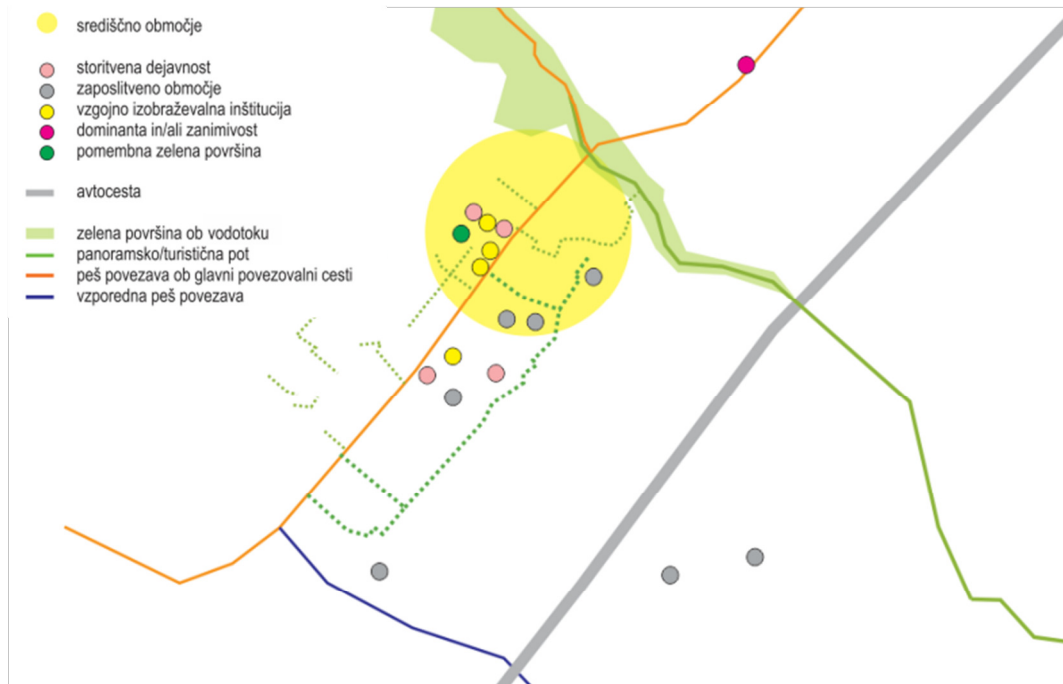 središčno območje
storitvena dejavnost
zaposlitveno območje
vzgojno izobraževalna inštitucija
dominanta in/ali zanimivost
pomembna zelena površina
avtocesta
zelena površina ob vodotoku
panoramsko/turistična pot
peš povezava ob glavni povezovalni cesti
vzporedna peš povezava